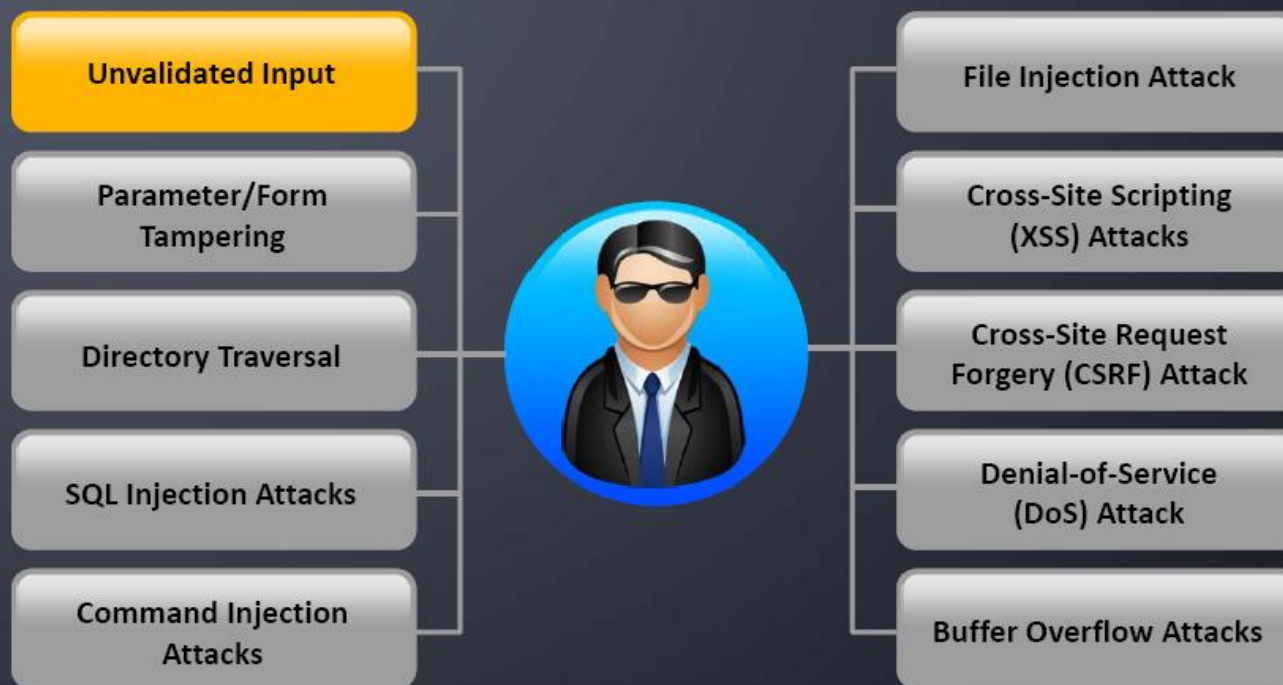 Unvalidated Input
Parameter/Form
Tampering
Directory Traversal
SQL Injection Attacks
Command Injection
Attacks
File Injection Attack
Cross-Site Scripting
(XSS) Attacks
Cross-Site Request
Forgery (CSRF) Attack
Denial-of-Service
(DoS) Attack
Buffer Overflow Attacks